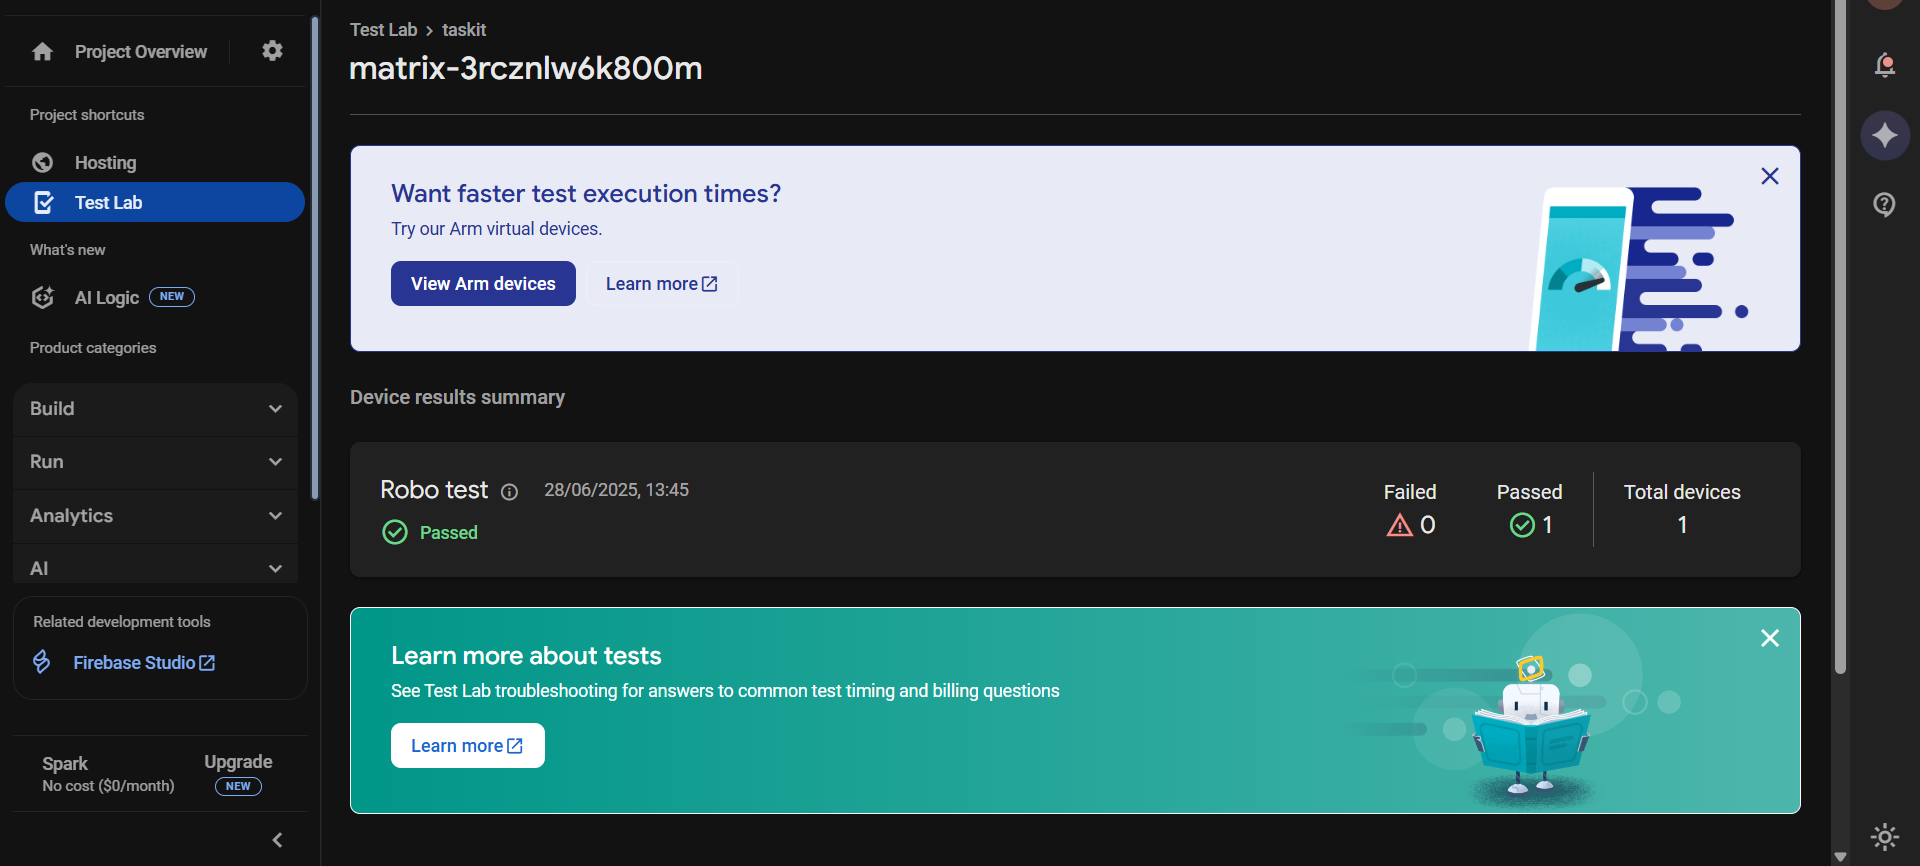 Project Overview
Project shortcuts
Hosting
Test Lab
What's new
AI Logic NEW
Product categories
Build
Run
Analytics
AI
Related development tools
Firebase Studio
Spark
No cost ($0/month)
Upgrade
NEW
Test Lab > taskit
matrix-3rcznlw6k800m
Want faster test execution times?
Try our Arm virtual devices.
View Arm devices Learn more
Device results summary
Robo test 28/06/2025, 13:45
Passed
Failed
0
Passed
1
Total devices
1
Learn more about tests
See Test Lab troubleshooting for answers to common test timing and billing questions
Learn more